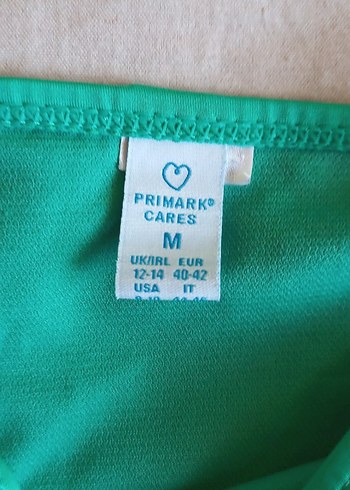 PRIMARK®
CARES
M
UK/IRL EUR
12-14 40-42
USA IT